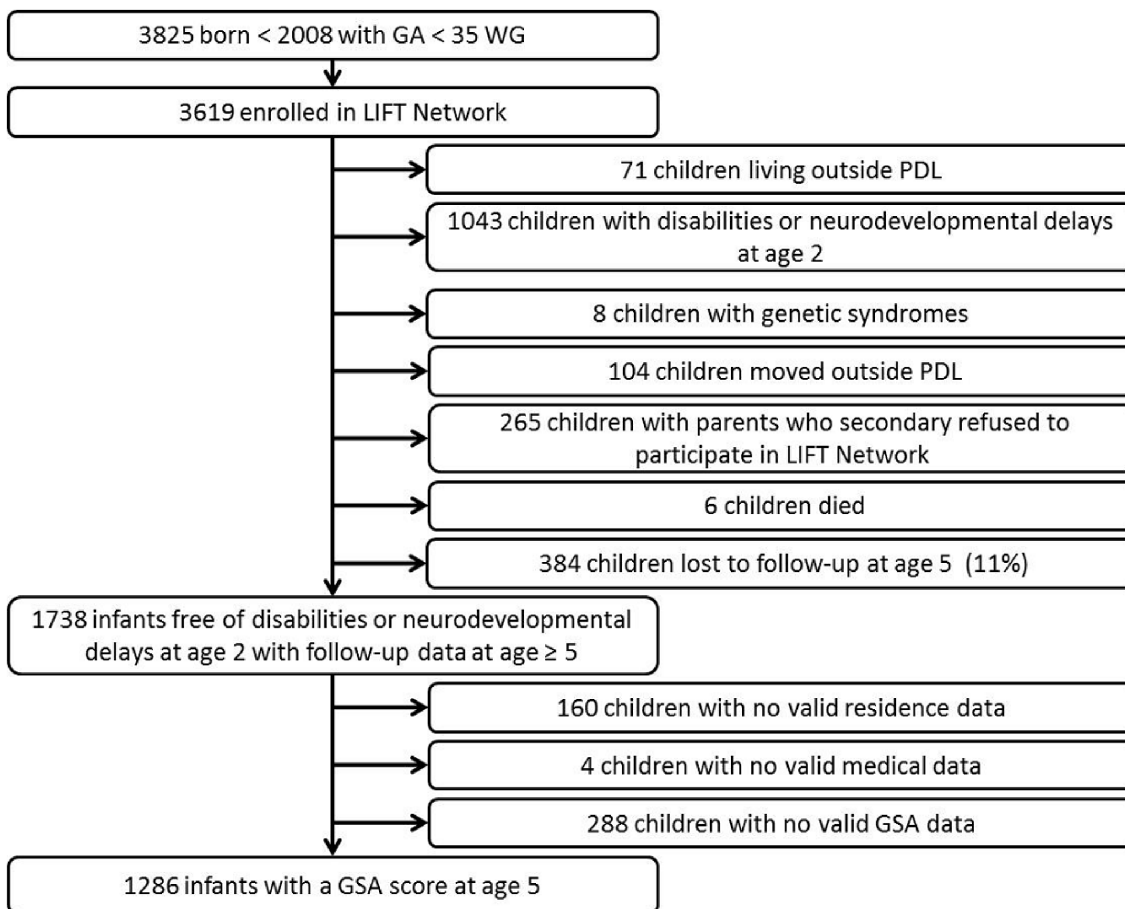 3825 born < 2008 with GA < 35 WG
3619 enrolled in LIFT Network
71 children living outside PDL
1043 children with disabilities or neurodevelopmental delays
at age 2
8 children with genetic syndromes
104 children moved outside PDL
265 children with parents who secondary refused to
participate in LIFT Network
6 children died
384 children lost to follow-up at age 5 (11%)
1738 infants free of disabilities or neurodevelopmental
delays at age 2 with follow-up data at age ≥ 5
160 children with no valid residence data
4 children with no valid medical data
288 children with no valid GSA data
1286 infants with a GSA score at age 5